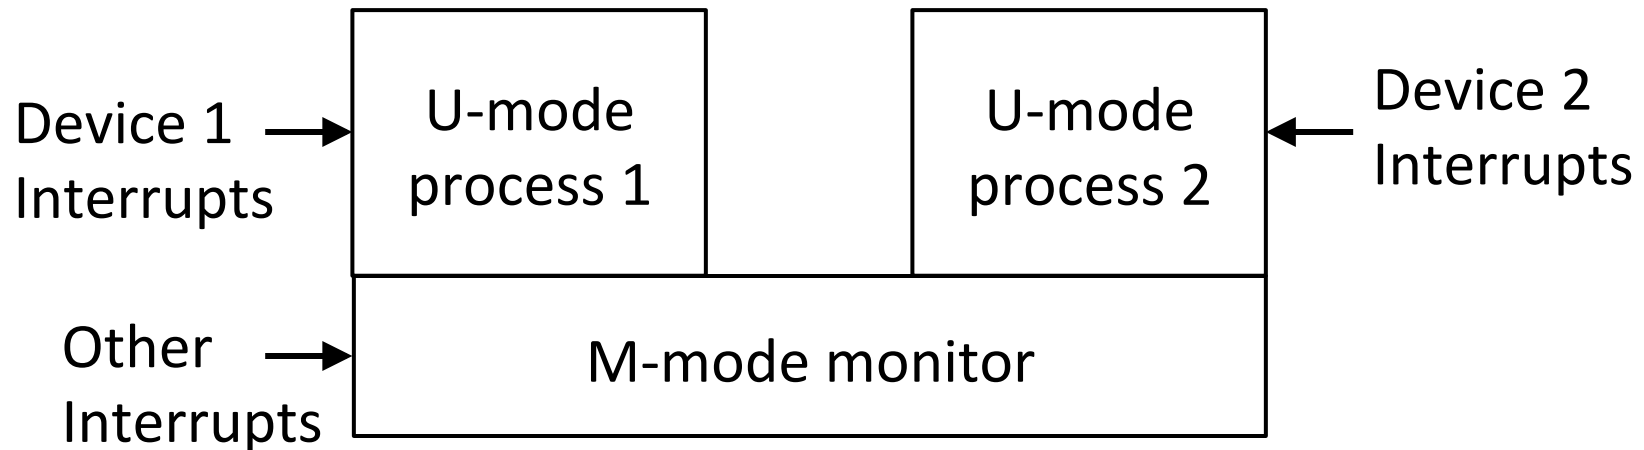 Device 1
Interrupts
U-mode
process 1
U-mode
process 2
Device 2
Interrupts
Other
Interrupts
M-mode monitor